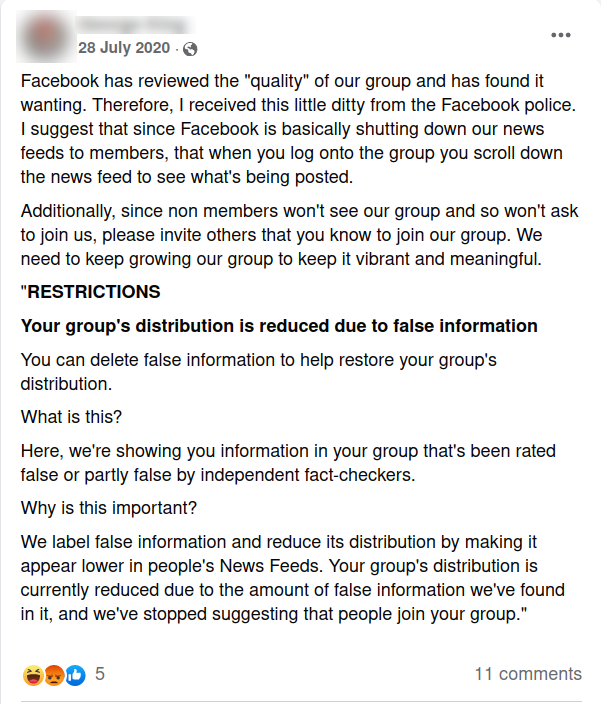 28 July 2020 ·
Facebook has reviewed the "quality" of our group and has found it
wanting. Therefore, I received this little ditty from the Facebook police.
I suggest that since Facebook is basically shutting down our news
feeds to members, that when you log onto the group you scroll down
the news feed to see what's being posted.
Additionally, since non members won't see our group and so won't ask
to join us, please invite others that you know to join our group. We
need to keep growing our group to keep it vibrant and meaningful.
"RESTRICTIONS
Your group's distribution is reduced due to false information
You can delete false information to help restore your group's
distribution.
What is this?
Here, we're showing you information in your group that's been rated
false or partly false by independent fact-checkers.
Why is this important?
We label false information and reduce its distribution by making it
appear lower in people's News Feeds. Your group's distribution is
currently reduced due to the amount of false information we've found
in it, and we've stopped suggesting that people join your group."
5
11 comments